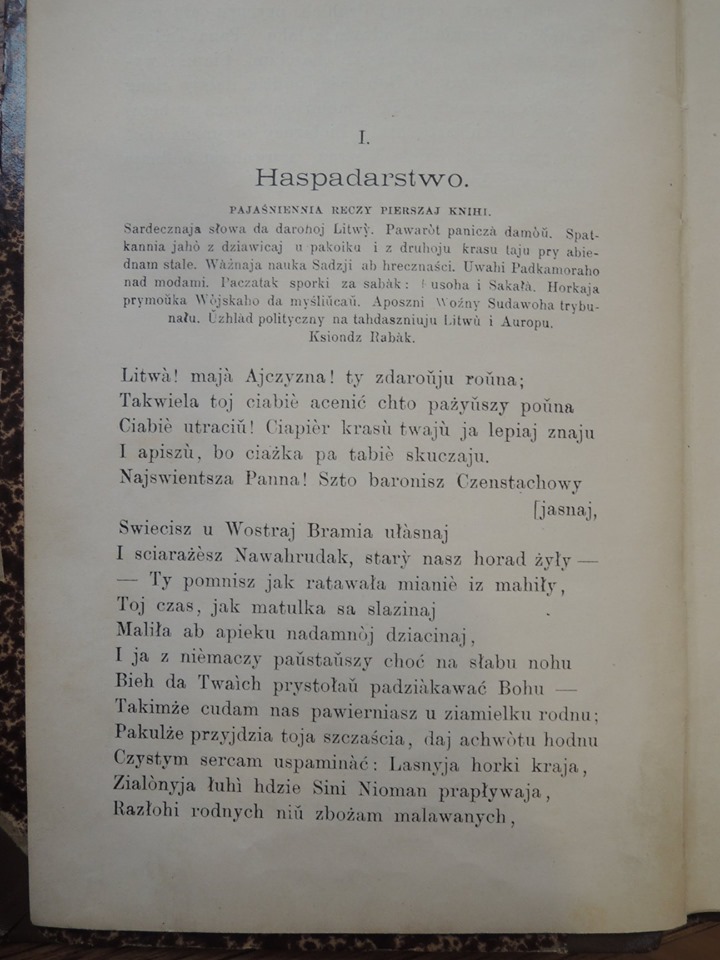 I.
Haspadarstwo.
PAJAŚNIENNIA RECZY PIERSZAJ KNIHI.
Sardecznaja słowa da darohoj Litwẏ. Pawaròt paniczà damòŭ. Spat-
kannia jahò z dziawicaj u pakoiku i z druhoju krasu taju pry abie-
dnam stale. Wàżnaja nauka Sadzji ab hrecznaści. Uwahi Padkamoraho
nad modami. Paczatak sporki za sabàk: usoha i Sakałà. Horkaja
prymoŭka Wòjskaho da myśliŭcaŭ. Aposzni Woźny Sudawoha trybu-
nału. Ŭzhlàd polityczny na tahdaszniuju Litwù i Auropu.
Ksiondz Rabàk.
Litwà! majà Ajczyzna! ty zdaroŭju roŭna;
Takwiela toj ciabiè acenić chto pażyŭszy poŭna
Ciabiè utraciŭ! Ciapièr krasù twajù ja lepiaj znaju
I apiszù, bo ciażka pa tabiè skuczaju.
Najswientsza Panna! Szto baronisz Czenstachowy
[jasnaj,
Swiecisz u Wostraj Bramia ułàsnaj
I sciarażèsz Nawahrudak, starỳ nasz horad żyły —
— Ty pomnisz jak ratawała mianiè iz mahiły,
Toj czas, jak matulka sa slazinaj
Maliła ab apieku nadamnòj dziacinaj,
I ja z nièmaczy paŭstaŭszy choć na słabu nohu
Bieh da Twaìch prystołaŭ padziàkawać Bohu —
Takimże cudam nas pawierniasz u ziamielku rodnu;
Pakulże przyjdzia toja szczaścia, daj achwòtu hodnu
Czystym sercam uspaminàć: Lasnyja horki kraja,
Zialònyja łuhì hdzie Sini Nioman prapływaja,
Razłohi rodnych niŭ zbożam malawanych,